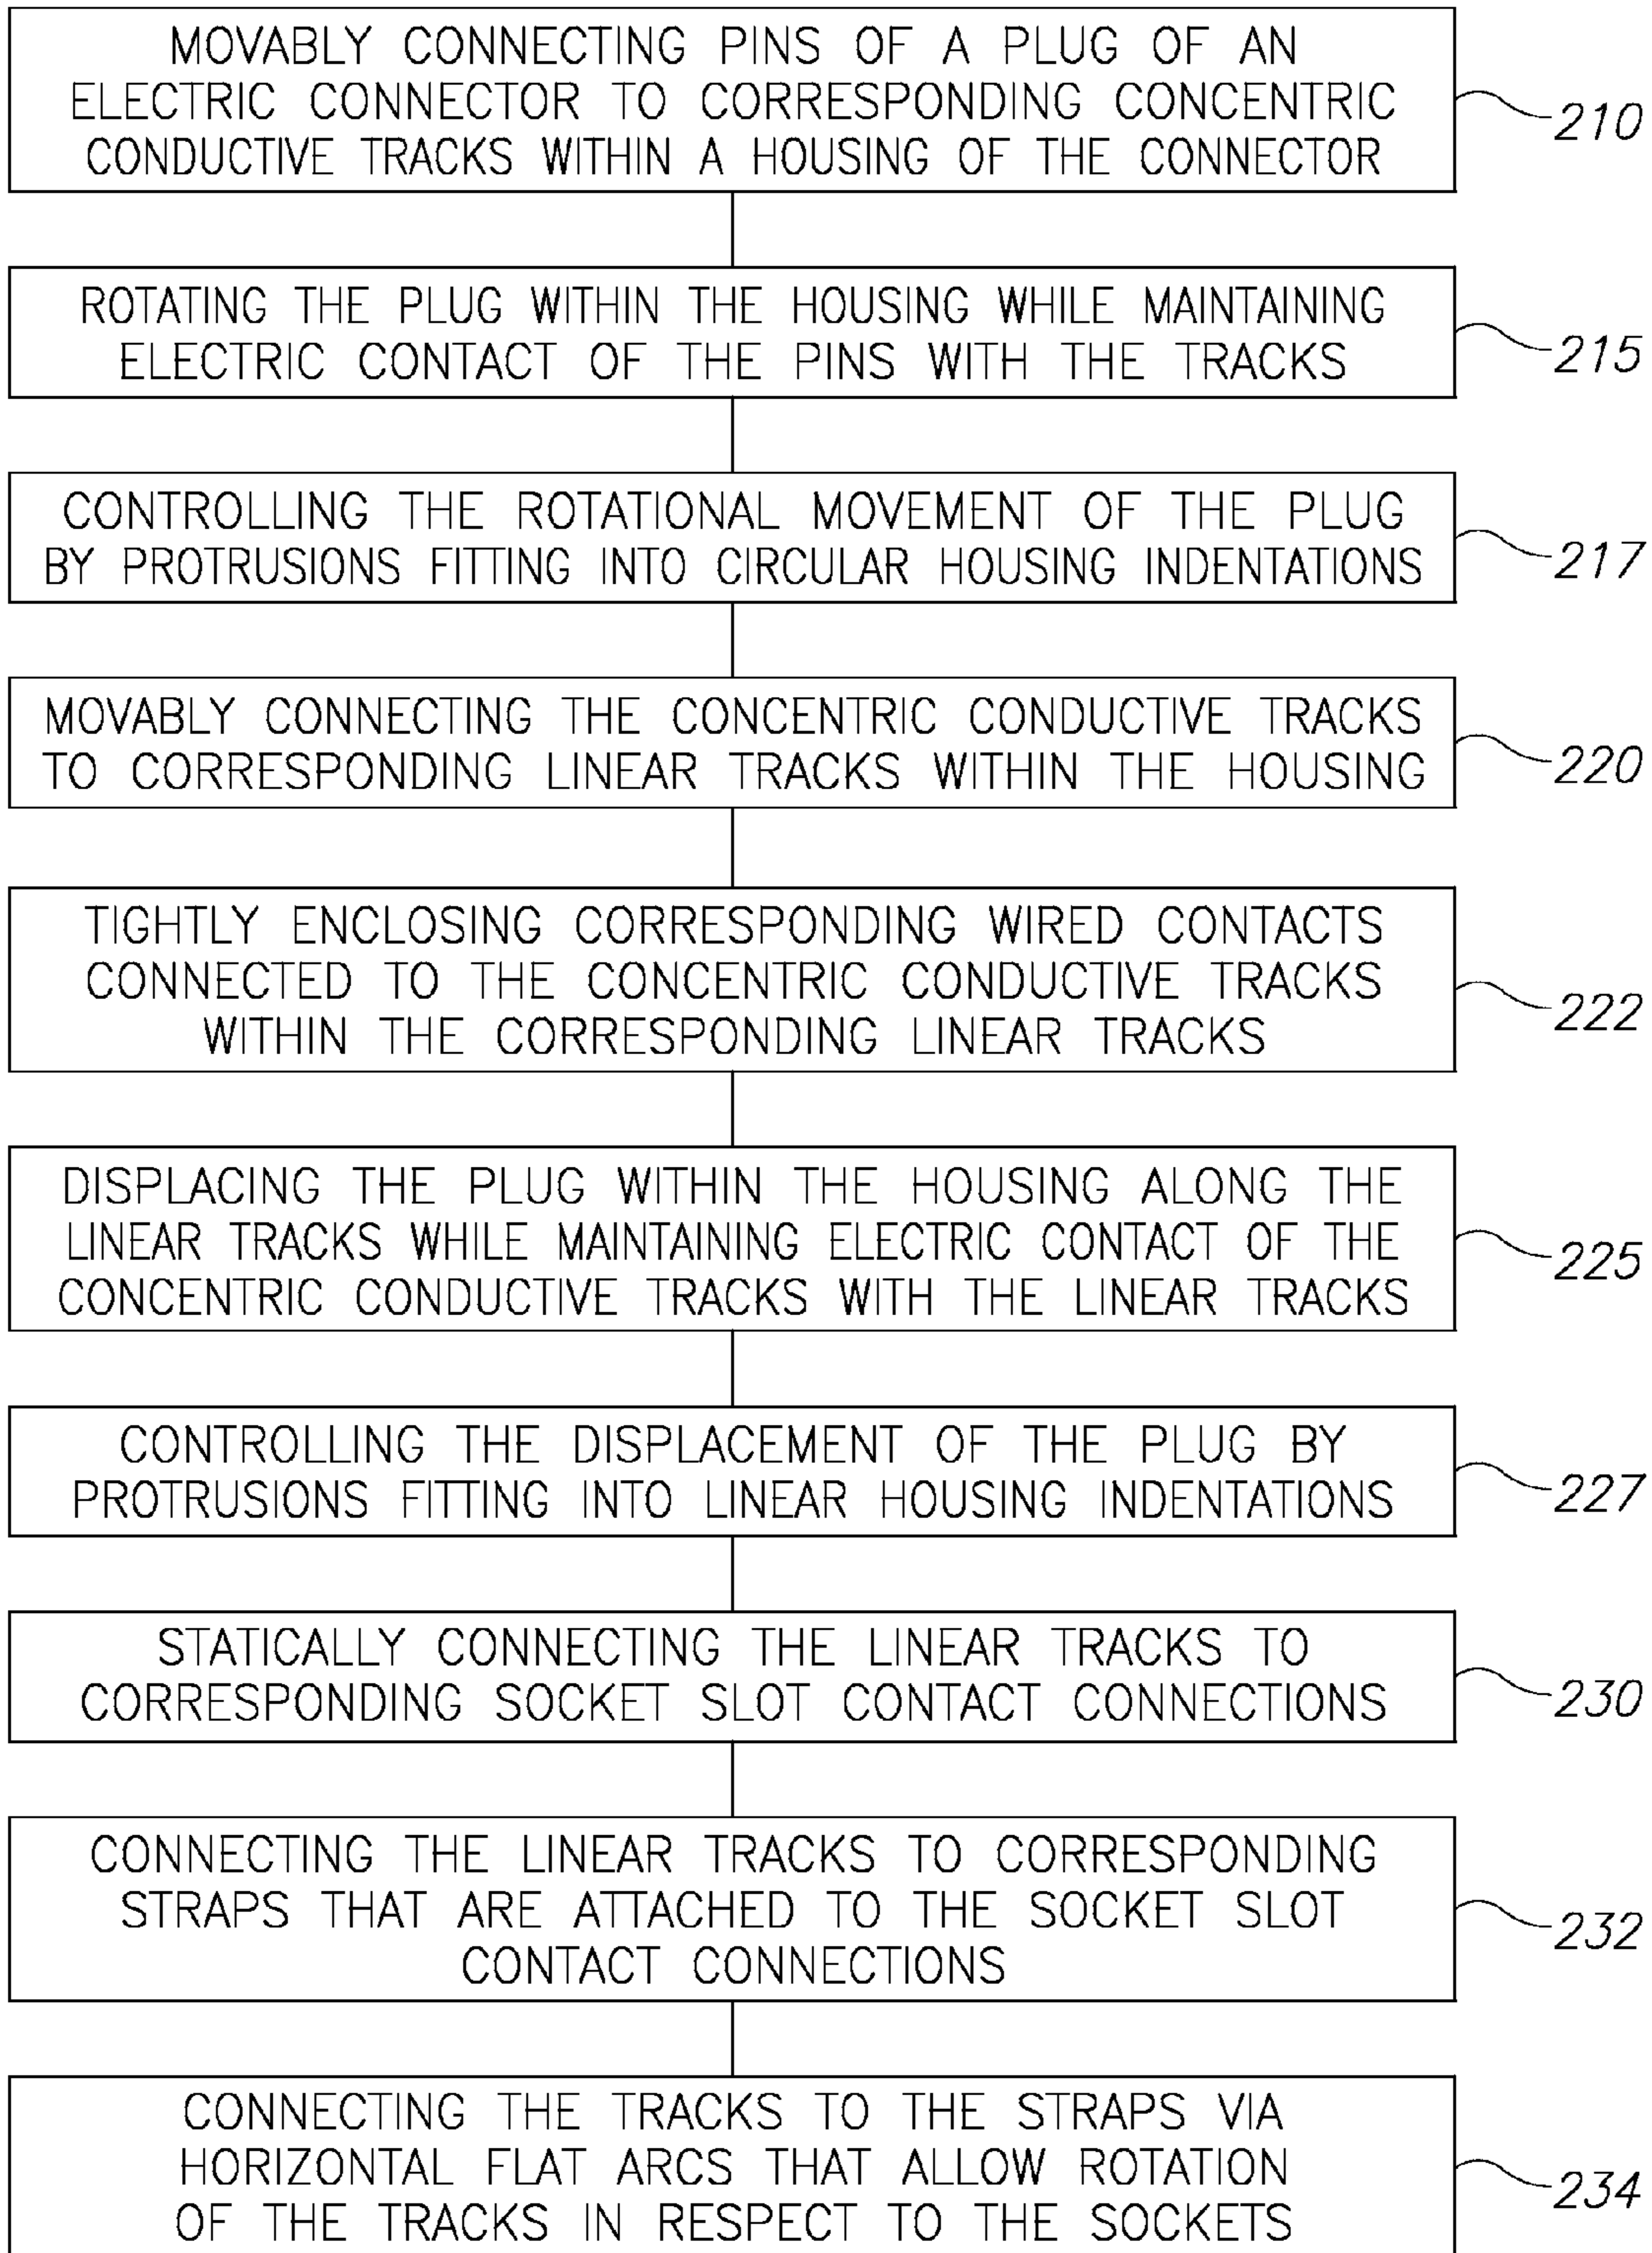 MOVABLY CONNECTING PINS OF A PLUG OF AN
ELECTRIC CONNECTOR TO CORRESPONDING CONCENTRIC
CONDUCTIVE TRACKS WITHIN A HOUSING OF THE CONNECTOR
210
ROTATING THE PLUG WITHIN THE HOUSING WHILE MAINTAINING
ELECTRIC CONTACT OF THE PINS WITH THE TRACKS
215
CONTROLLING THE ROTATIONAL MOVEMENT OF THE PLUG
BY PROTRUSIONS FITTING INTO CIRCULAR HOUSING INDENTATIONS
217
MOVABLY CONNECTING THE CONCENTRIC CONDUCTIVE TRACKS
TO CORRESPONDING LINEAR TRACKS WITHIN THE HOUSING
220
TIGHTLY ENCLOSING CORRESPONDING WIRED CONTACTS
CONNECTED TO THE CONCENTRIC CONDUCTIVE TRACKS
WITHIN THE CORRESPONDING LINEAR TRACKS
222
DISPLACING THE PLUG WITHIN THE HOUSING ALONG THE
LINEAR TRACKS WHILE MAINTAINING ELECTRIC CONTACT OF THE
CONCENTRIC CONDUCTIVE TRACKS WITH THE LINEAR TRACKS
225
CONTROLLING THE DISPLACEMENT OF THE PLUG BY
PROTRUSIONS FITTING INTO LINEAR HOUSING INDENTATIONS
227
STATICALLY CONNECTING THE LINEAR TRACKS TO
CORRESPONDING SOCKET SLOT CONTACT CONNECTIONS
230
CONNECTING THE LINEAR TRACKS TO CORRESPONDING
STRAPS THAT ARE ATTACHED TO THE SOCKET SLOT
CONTACT CONNECTIONS
232
CONNECTING THE TRACKS TO THE STRAPS VIA
HORIZONTAL FLAT ARCS THAT ALLOW ROTATION
OF THE TRACKS IN RESPECT TO THE SOCKETS
234